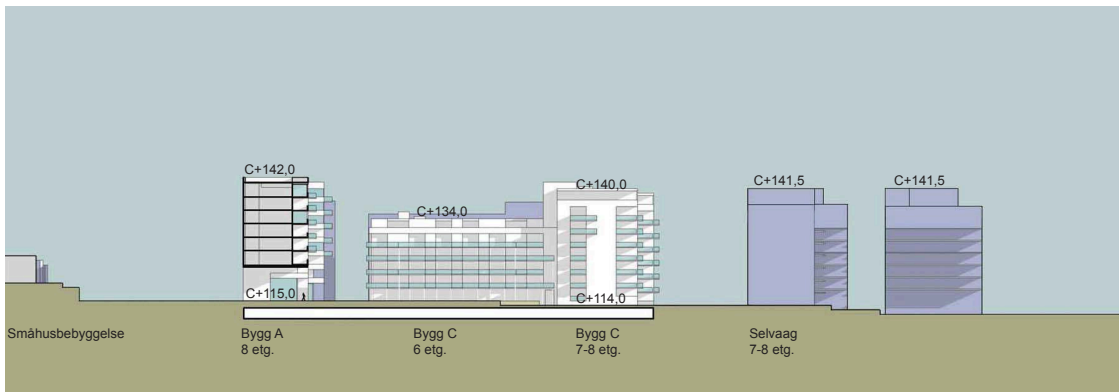 C+142,0
C+134,0
C+140,0
C+141,5
C+141,5
C+115,0
C+114,0
Småhusbebyggelse
Bygg A
8 etg.
Bygg C
6 etg.
Bygg C
7-8 etg.
Selvaag
7-8 etg.